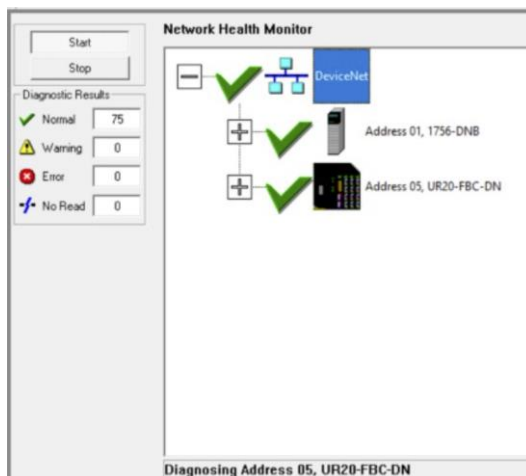 Network Health Monitor
Start
Stop
Diagnostic Results
Normal 75
Warning 0
Error 0
No Read 0
DeviceNet
Address 01, 1756-DNB
Address 05, UR20-FBC-DN
Diagnosing Address 05, UR20-FBC-DN